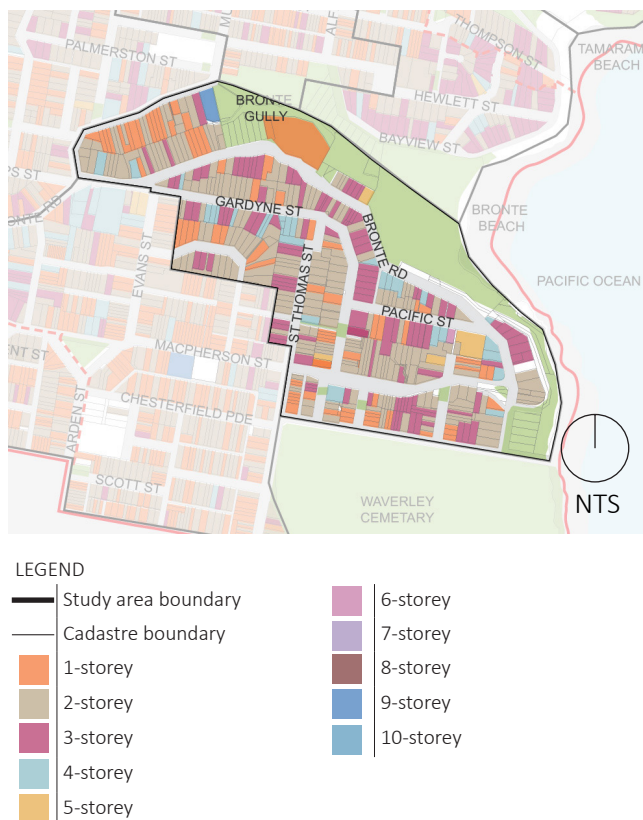 THOMPSON ST
TAMARAMA
BEACH
PALMERSTON ST
HEWLETT ST
BRONTE
GULLY
BAYVIEW ST
GARDYNE ST
BRONTE
BEACH
BRONTE RD
EVANS ST
ST THOMAS ST
PACIFIC OCEAN
PACIFIC ST
MACPHERSON ST
ENT ST
ARDEN ST
CHESTERFIELD PDE
SCOTT ST
WAVERLEY
CEMETARY
NTS
LEGEND
Study area boundary
Cadastre boundary
1-storey
2-storey
3-storey
4-storey
5-storey
6-storey
7-storey
8-storey
9-storey
10-storey